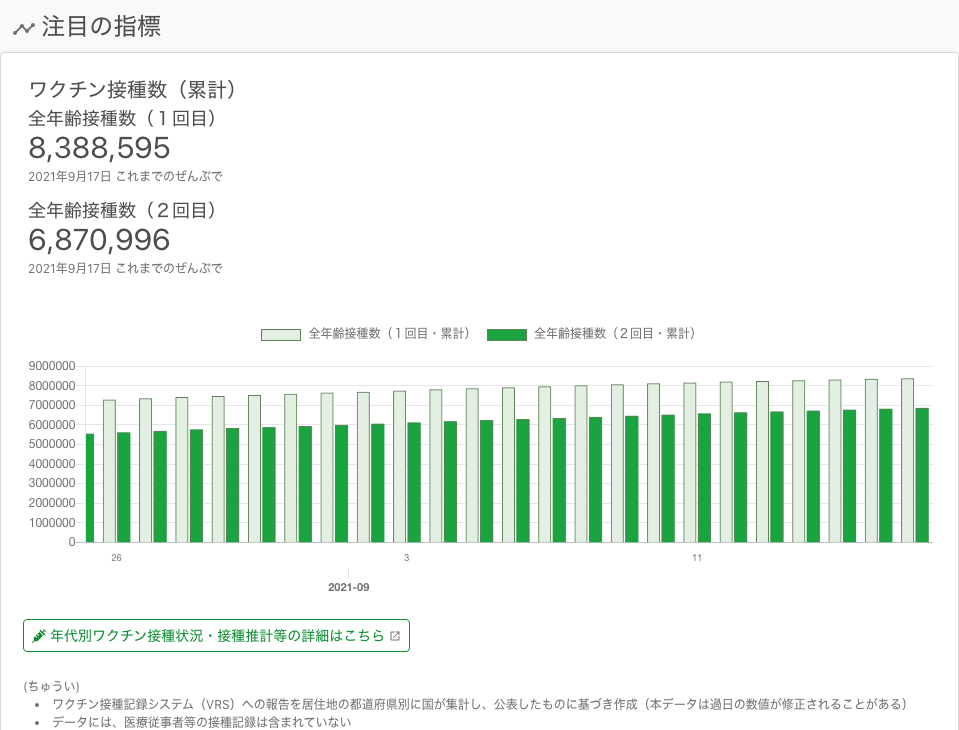 注目の指標
ワクチン接種数（累計）
全年齢接種数（１回目）
8,388,595
2021年9月17日 これまでのぜんぶで
全年齢接種数（２回目）
6,870,996
2021年9月17日 これまでのぜんぶで
全年齢接種数（１回目・累計） 全年齢接種数（２回目・累計）
9000000
8000000
7000000
6000000
5000000
4000000
3000000
2000000
1000000
0
26 3 11
2021-09
年代別ワクチン接種状況・接種推計等の詳細はこちら
(ちゅうい)
• ワクチン接種記録システム（VRS）への報告を居住地の都道府県別に国が集計し、公表したものに基づき作成（本データは過日の数値が修正されることがある）
• データには、医療従事者等の接種記録は含まれていない